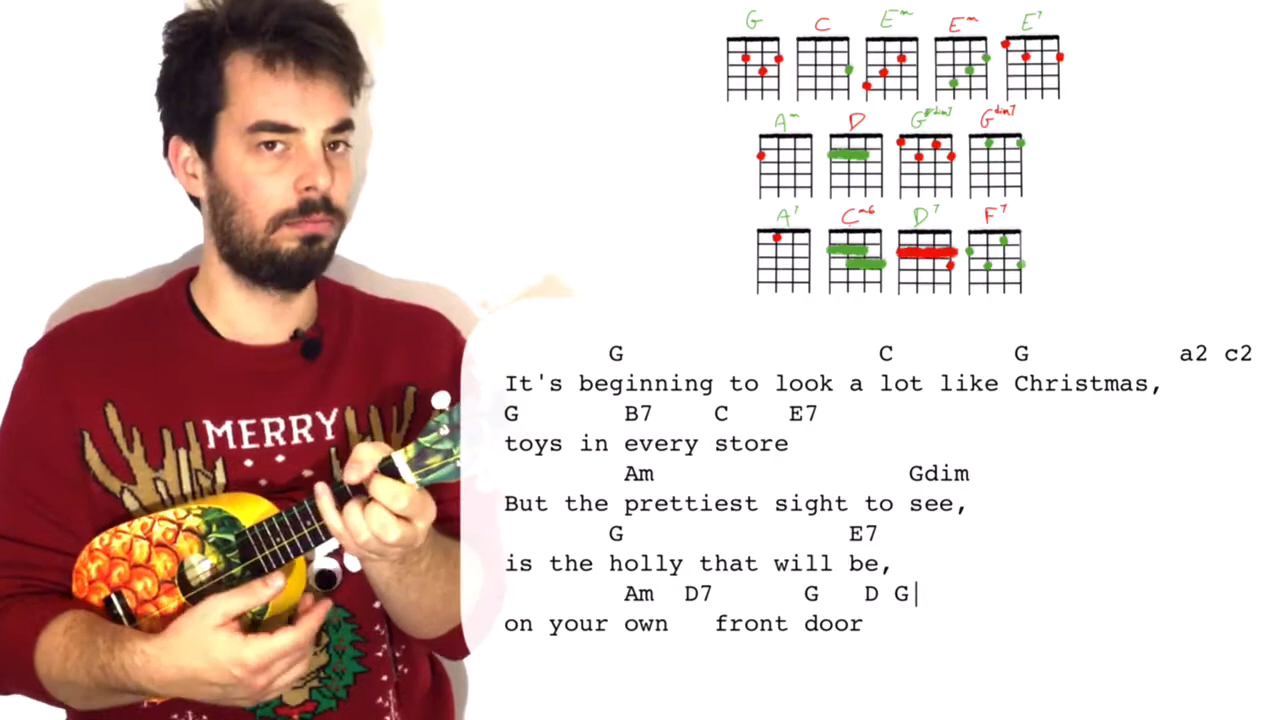 G C Em Em E7
Am D G#dim7 Gdim7
A7 Cm6 D7 F7
MERRY
G C G a2 c2
It's beginning to look a lot like Christmas,
G B7 C E7
toys in every store
Am Gdim
But the prettiest sight to see,
G E7
is the holly that will be,
Am D7 G D G|
on your own front door